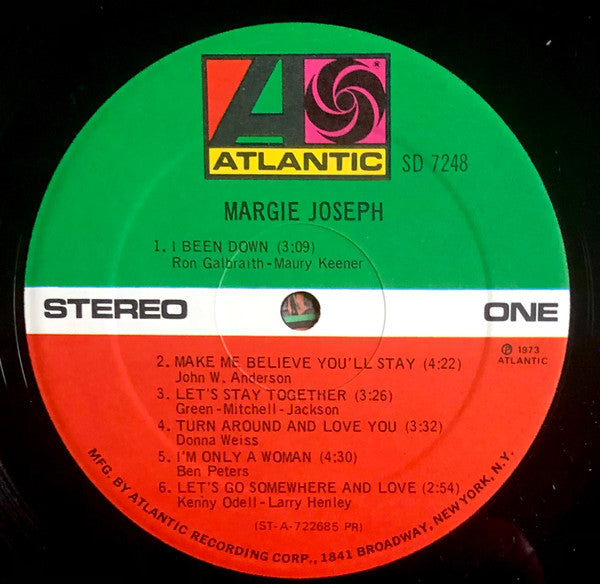 ATLANTIC
SD 7248
MARGIE JOSEPH
1. I BEEN DOWN (3:09)
Ron Galbraith-Maury Keener
STEREO
ONE
℗ 1973
ATLANTIC
2. MAKE ME BELIEVE YOU'LL STAY (4:22)
John W. Anderson
3. LET'S STAY TOGETHER (3:26)
Green-Mitchell-Jackson
4. TURN AROUND AND LOVE YOU (3:32)
Donna Weiss
5. I'M ONLY A WOMAN (4:30)
Ben Peters
6. LET'S GO SOMEWHERE AND LOVE (2:54)
Kenny Odell-Larry Henley
(ST-A-722685 PR)
MFG. BY ATLANTIC RECORDING CORP., 1841 BROADWAY, NEW YORK, N.Y.